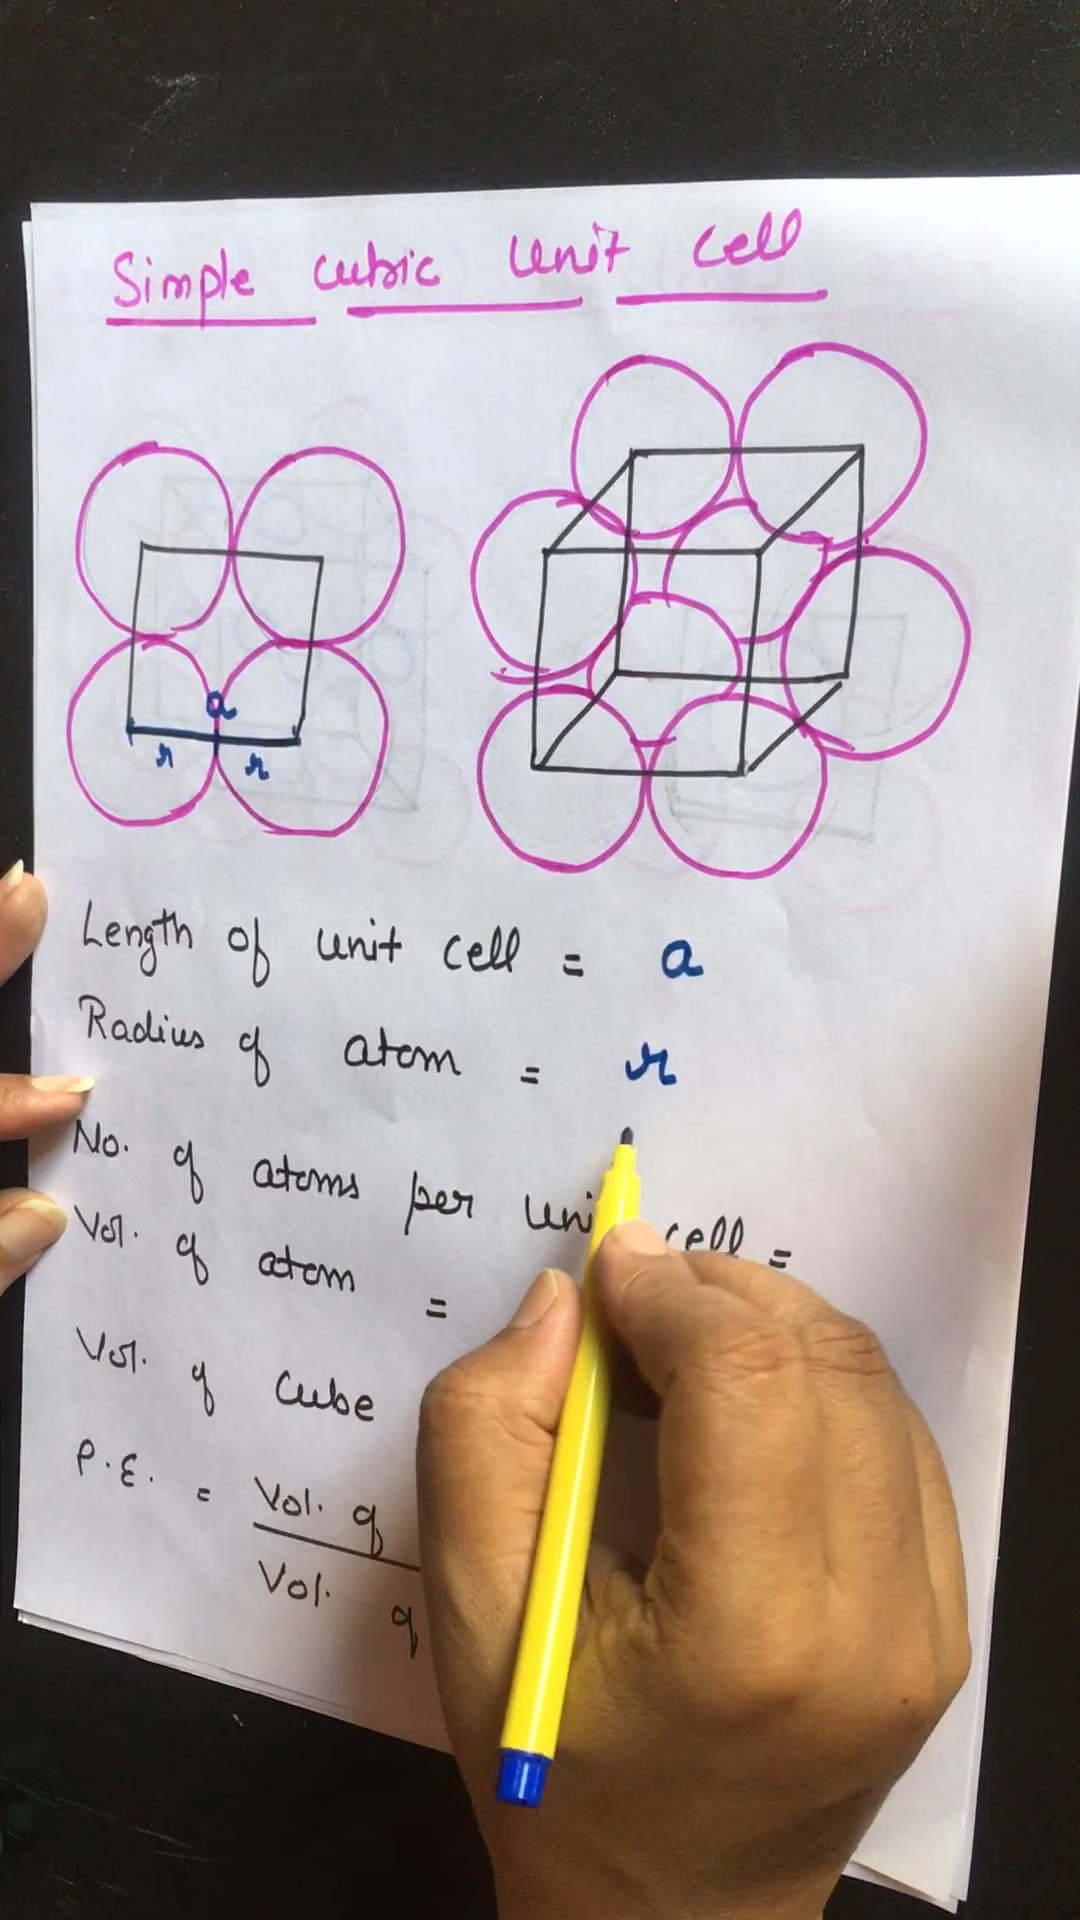 Simple cubic unit cell
a
r r
Length of unit cell = a
Radius of atom = r
No. of atoms per unit cell =
Vol. of atom =
Vol. of cube
P.E. = Vol. of
Vol. of